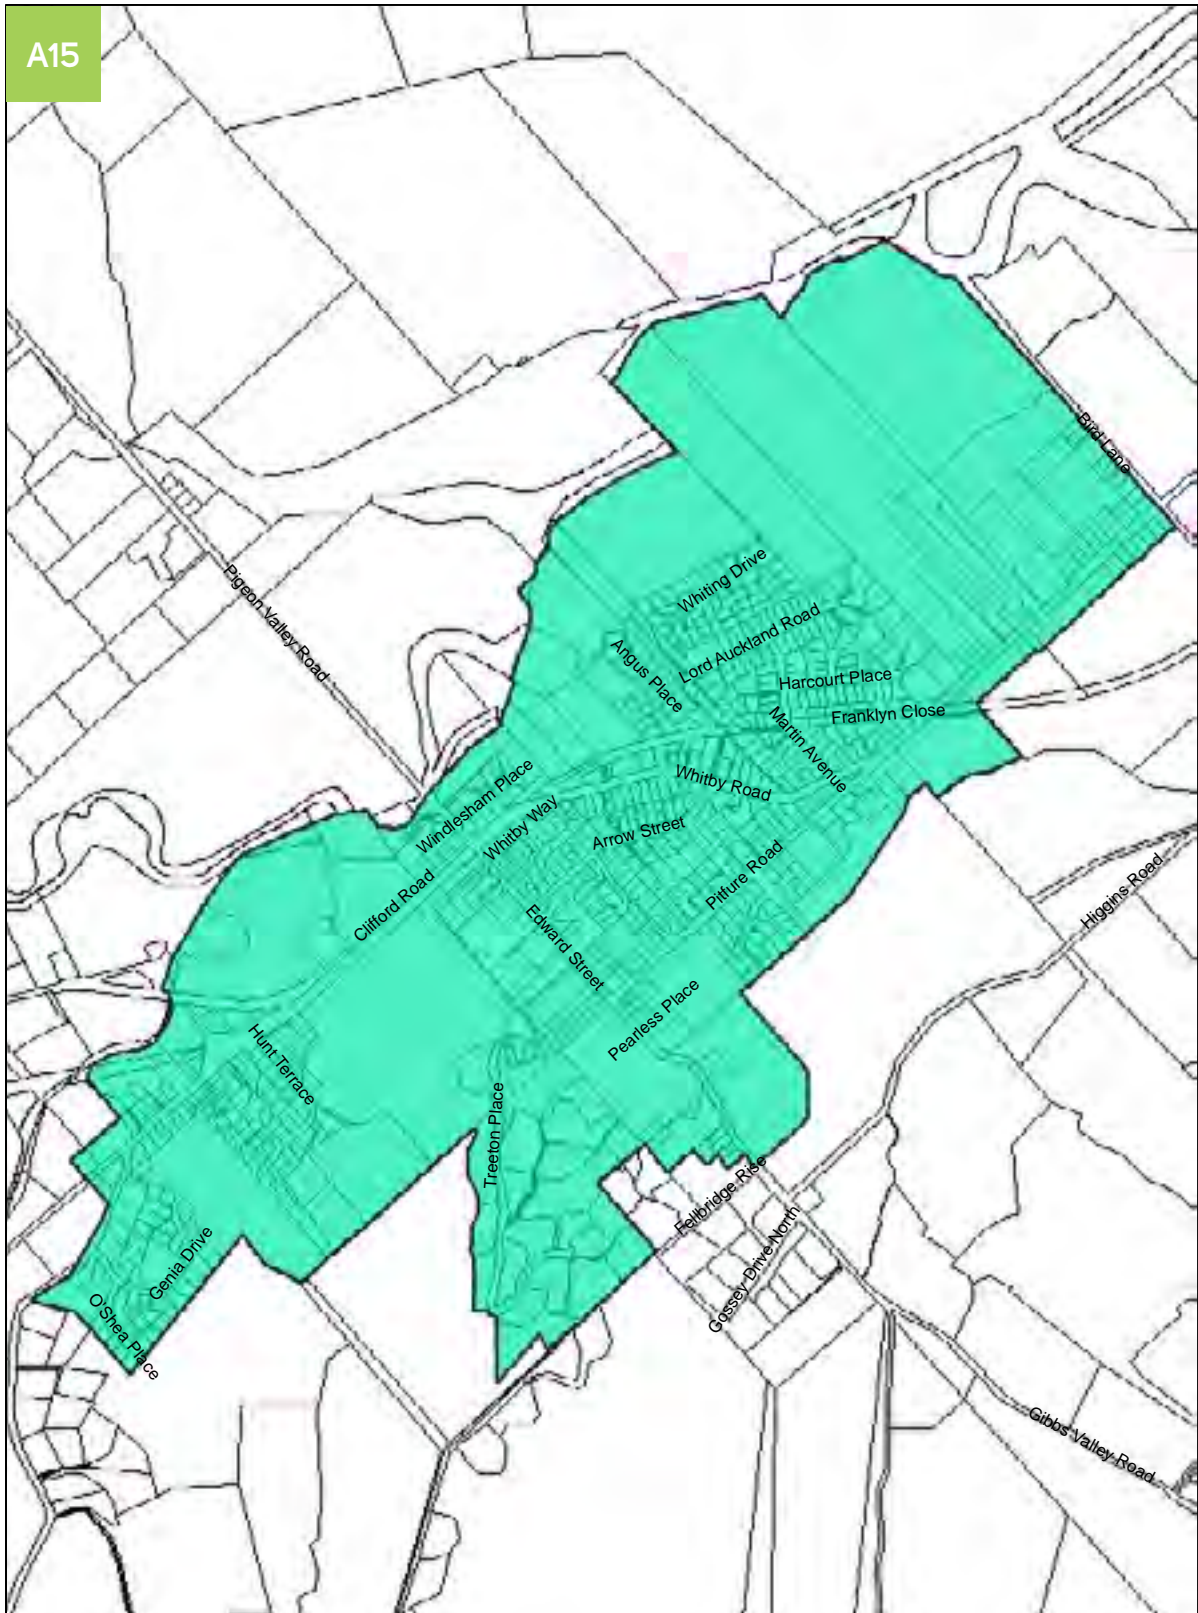 A15
Bird Lane
Whiting Drive
Pigeon Valley Road
Lord Auckland Road
Angus Place
Harcourt Place
Franklyn Close
Martin Avenue
Whitby Road
Windlesham Place
Whitby Way
Arrow Street
Pitfure Road
Clifford Road
Higgins Road
Edward Street
Pearless Place
Hunt Terrace
Treeton Place
Fellbridge Rise
Gossey Drive North
Genia Drive
O'Shea Place
Gibbs Valley Road